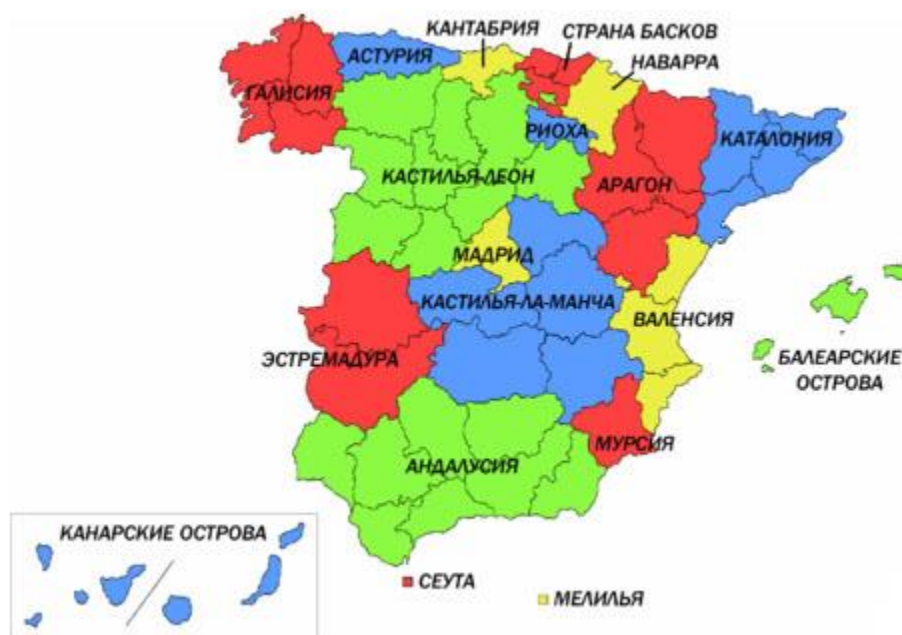 КАНТАБРИЯ
СТРАНА БАСКОВ
АСТУРИЯ
НАВАРРА
ГАЛИСИЯ
РИОХА
КАТАЛОНИЯ
КАСТИЛЬЯ-ЛЕОН
АРАГОН
МАДРИД
КАСТИЛЬЯ-ЛА-МАНЧА
ВАЛЕНСИЯ
ЭСТРЕМАДУРА
БАЛЕАРСКИЕ
ОСТРОВА
МУРСИЯ
АНДАЛУСИЯ
КАНАРСКИЕ ОСТРОВА
СЕУТА
МЕЛИЛЬЯ